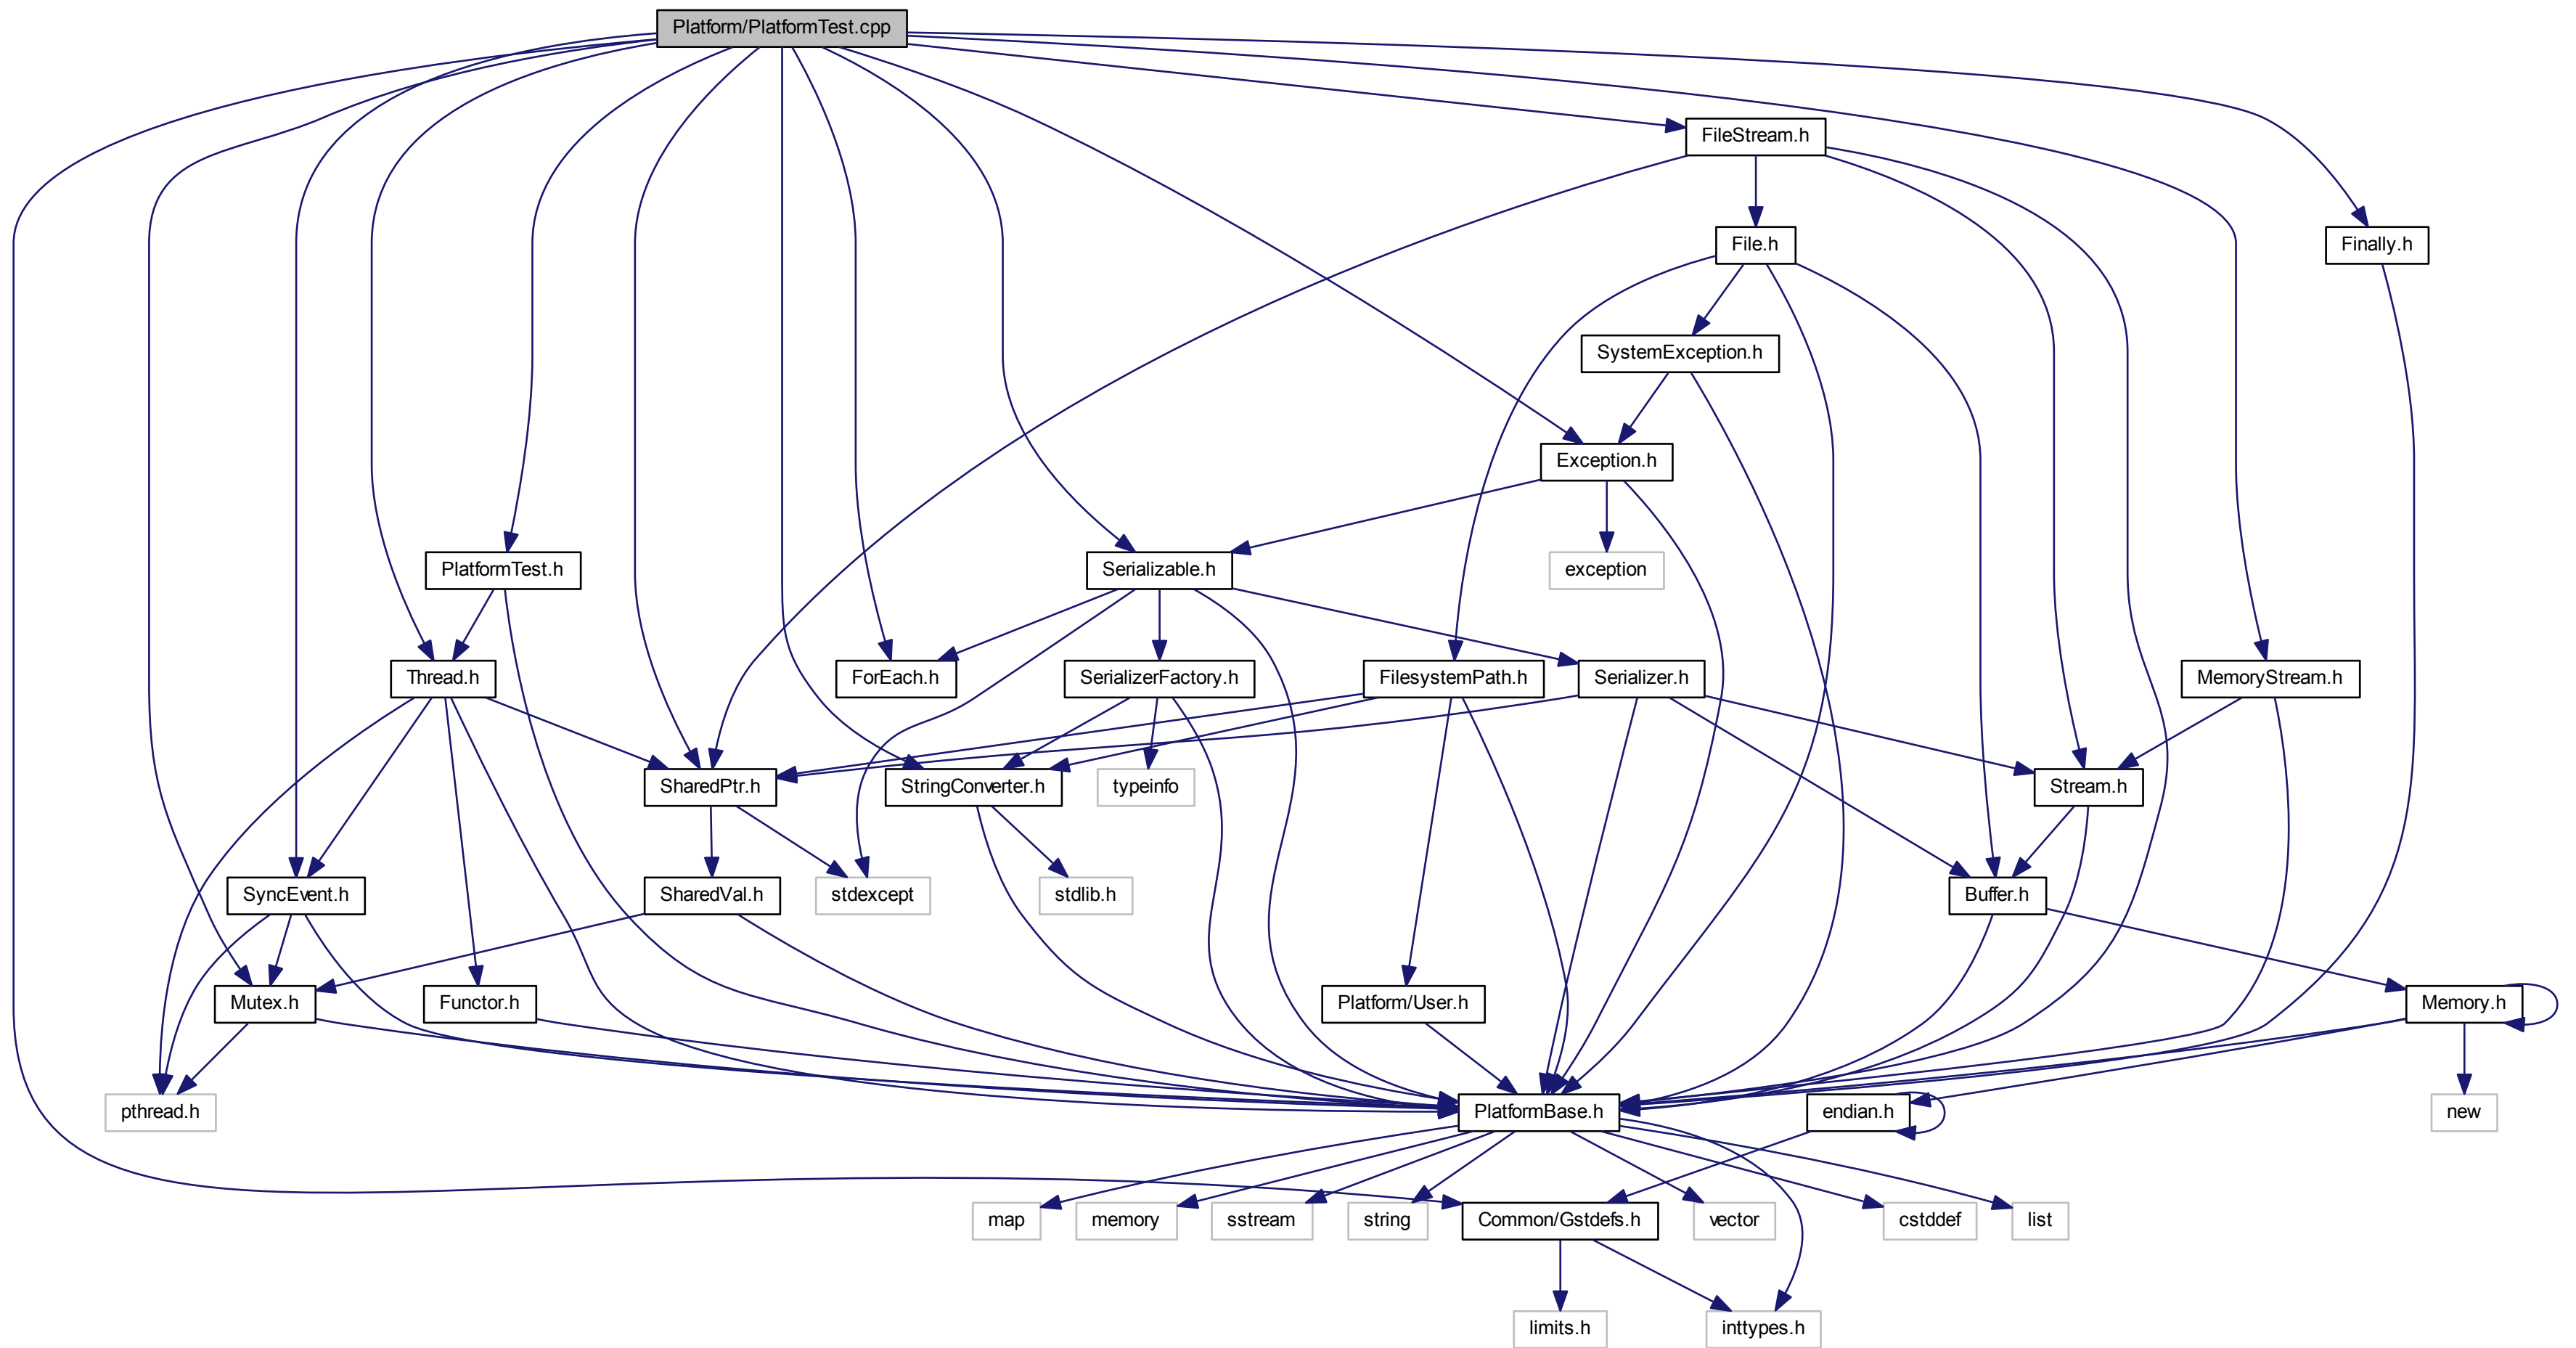 Platform/PlatformTest.cpp
FileStream.h
File.h
Finally.h
SystemException.h
Exception.h
PlatformTest.h
Serializable.h
exception
Thread.h
ForEach.h
SerializerFactory.h
FilesystemPath.h
Serializer.h
MemoryStream.h
SharedPtr.h
StringConverter.h
typeinfo
Stream.h
SyncEvent.h
SharedVal.h
stdexcept
stdlib.h
Buffer.h
Mutex.h
Functor.h
Platform/User.h
Memory.h
pthread.h
PlatformBase.h
endian.h
new
map
memory
sstream
string
Common/Gstdefs.h
vector
cstddef
list
limits.h
inttypes.h